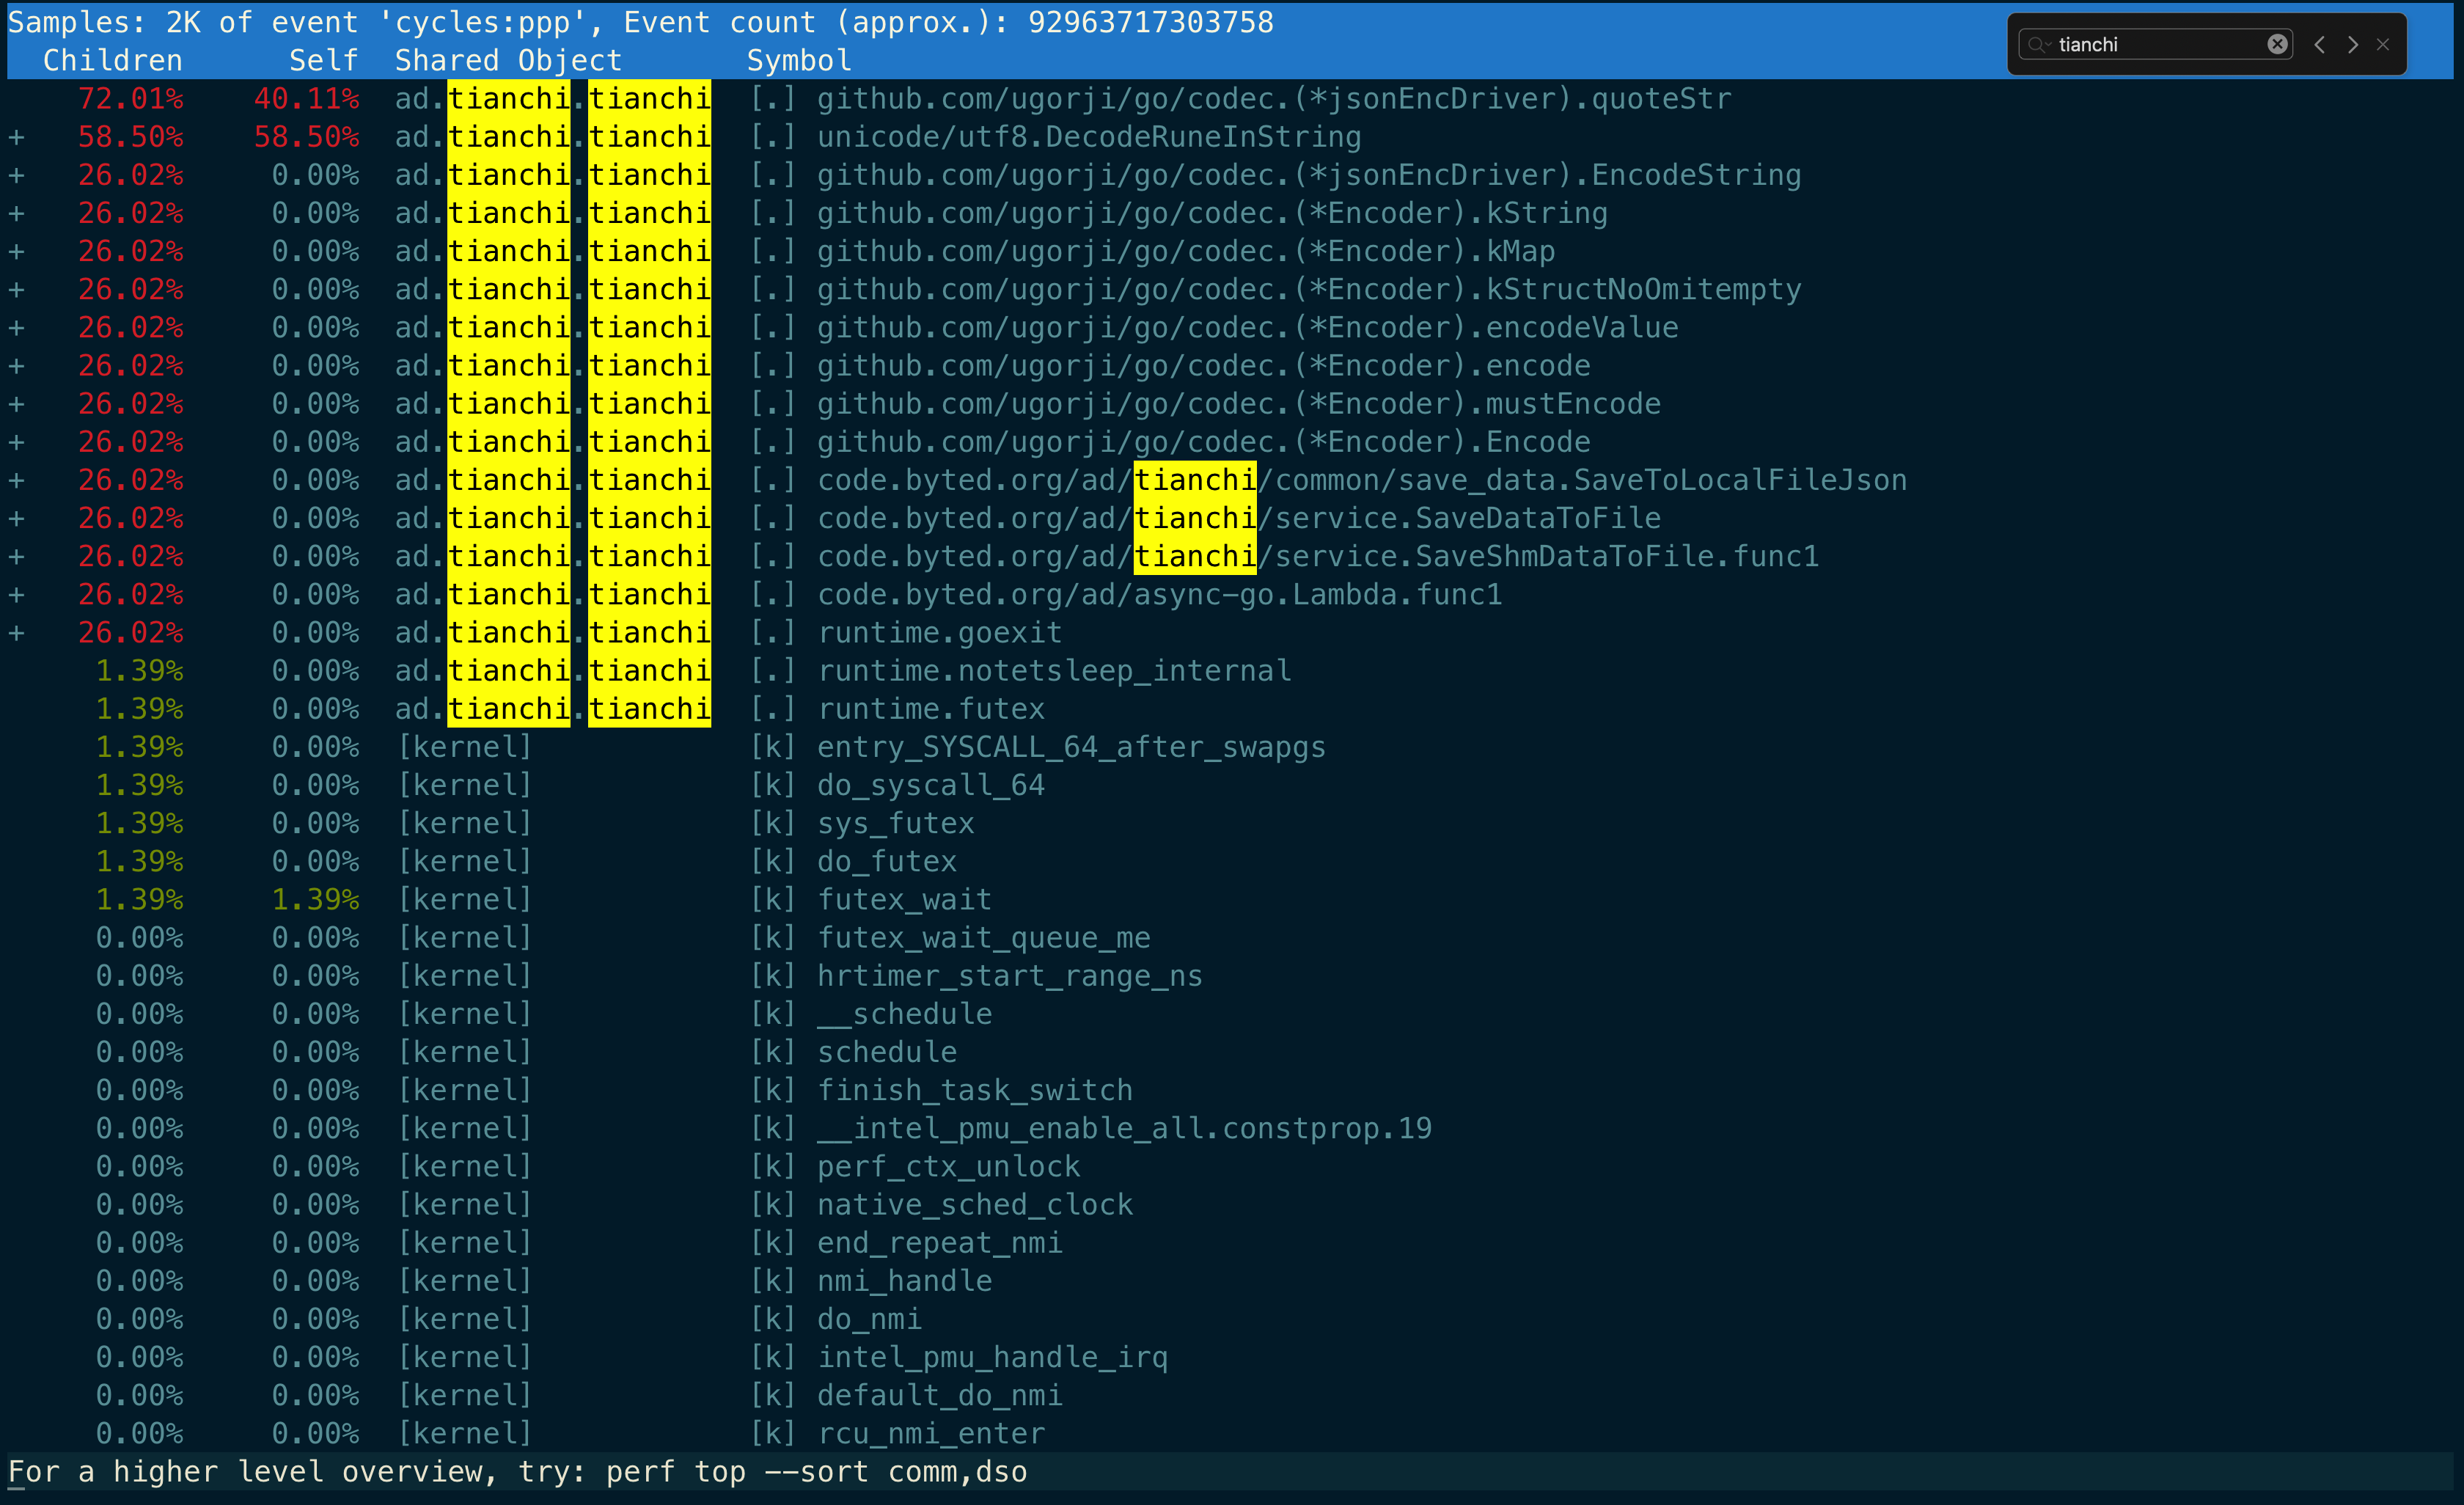 Samples: 2K of event 'cycles:ppp', Event count (approx.): 92963717303758
tianchi
Children Self Shared Object Symbol
72.01% 40.11% ad.tianchi.tianchi [.] github.com/ugorji/go/codec.(*jsonEncDriver).quoteStr
+ 58.50% 58.50% ad.tianchi.tianchi [.] unicode/utf8.DecodeRuneInString
+ 26.02% 0.00% ad.tianchi.tianchi [.] github.com/ugorji/go/codec.(*jsonEncDriver).EncodeString
+ 26.02% 0.00% ad.tianchi.tianchi [.] github.com/ugorji/go/codec.(*Encoder).kString
+ 26.02% 0.00% ad.tianchi.tianchi [.] github.com/ugorji/go/codec.(*Encoder).kMap
+ 26.02% 0.00% ad.tianchi.tianchi [.] github.com/ugorji/go/codec.(*Encoder).kStructNoOmitempty
+ 26.02% 0.00% ad.tianchi.tianchi [.] github.com/ugorji/go/codec.(*Encoder).encodeValue
+ 26.02% 0.00% ad.tianchi.tianchi [.] github.com/ugorji/go/codec.(*Encoder).encode
+ 26.02% 0.00% ad.tianchi.tianchi [.] github.com/ugorji/go/codec.(*Encoder).mustEncode
+ 26.02% 0.00% ad.tianchi.tianchi [.] github.com/ugorji/go/codec.(*Encoder).Encode
+ 26.02% 0.00% ad.tianchi.tianchi [.] code.byted.org/ad/tianchi/common/save_data.SaveToLocalFileJson
+ 26.02% 0.00% ad.tianchi.tianchi [.] code.byted.org/ad/tianchi/service.SaveDataToFile
+ 26.02% 0.00% ad.tianchi.tianchi [.] code.byted.org/ad/tianchi/service.SaveShmDataToFile.func1
+ 26.02% 0.00% ad.tianchi.tianchi [.] code.byted.org/ad/async-go.Lambda.func1
+ 26.02% 0.00% ad.tianchi.tianchi [.] runtime.goexit
1.39% 0.00% ad.tianchi.tianchi [.] runtime.notetsleep_internal
1.39% 0.00% ad.tianchi.tianchi [.] runtime.futex
1.39% 0.00% [kernel] [k] entry_SYSCALL_64_after_swapgs
1.39% 0.00% [kernel] [k] do_syscall_64
1.39% 0.00% [kernel] [k] sys_futex
1.39% 0.00% [kernel] [k] do_futex
1.39% 1.39% [kernel] [k] futex_wait
0.00% 0.00% [kernel] [k] futex_wait_queue_me
0.00% 0.00% [kernel] [k] hrtimer_start_range_ns
0.00% 0.00% [kernel] [k] __schedule
0.00% 0.00% [kernel] [k] schedule
0.00% 0.00% [kernel] [k] finish_task_switch
0.00% 0.00% [kernel] [k] __intel_pmu_enable_all.constprop.19
0.00% 0.00% [kernel] [k] perf_ctx_unlock
0.00% 0.00% [kernel] [k] native_sched_clock
0.00% 0.00% [kernel] [k] end_repeat_nmi
0.00% 0.00% [kernel] [k] nmi_handle
0.00% 0.00% [kernel] [k] do_nmi
0.00% 0.00% [kernel] [k] intel_pmu_handle_irq
0.00% 0.00% [kernel] [k] default_do_nmi
0.00% 0.00% [kernel] [k] rcu_nmi_enter
For a higher level overview, try: perf top --sort comm,dso